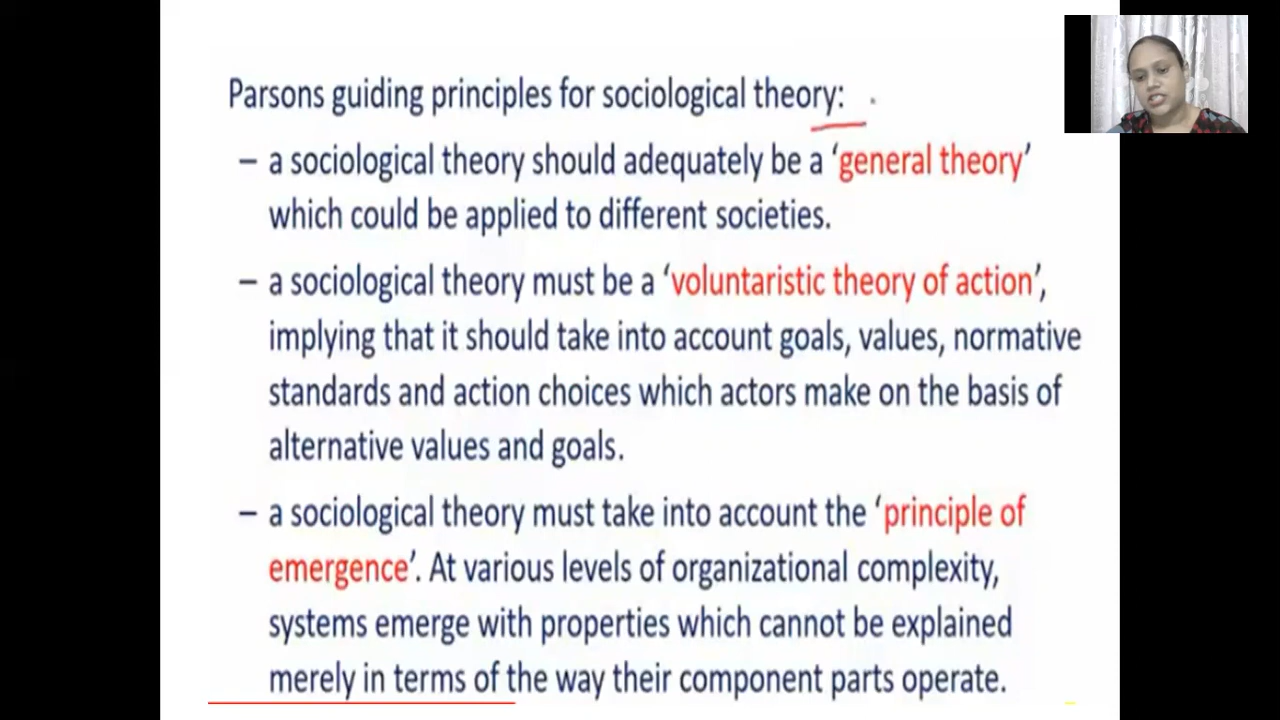 Parsons guiding principles for sociological theory:
– a sociological theory should adequately be a ‘general theory’
which could be applied to different societies.
– a sociological theory must be a ‘voluntaristic theory of action’,
implying that it should take into account goals, values, normative
standards and action choices which actors make on the basis of
alternative values and goals.
– a sociological theory must take into account the ‘principle of
emergence’. At various levels of organizational complexity,
systems emerge with properties which cannot be explained
merely in terms of the way their component parts operate.